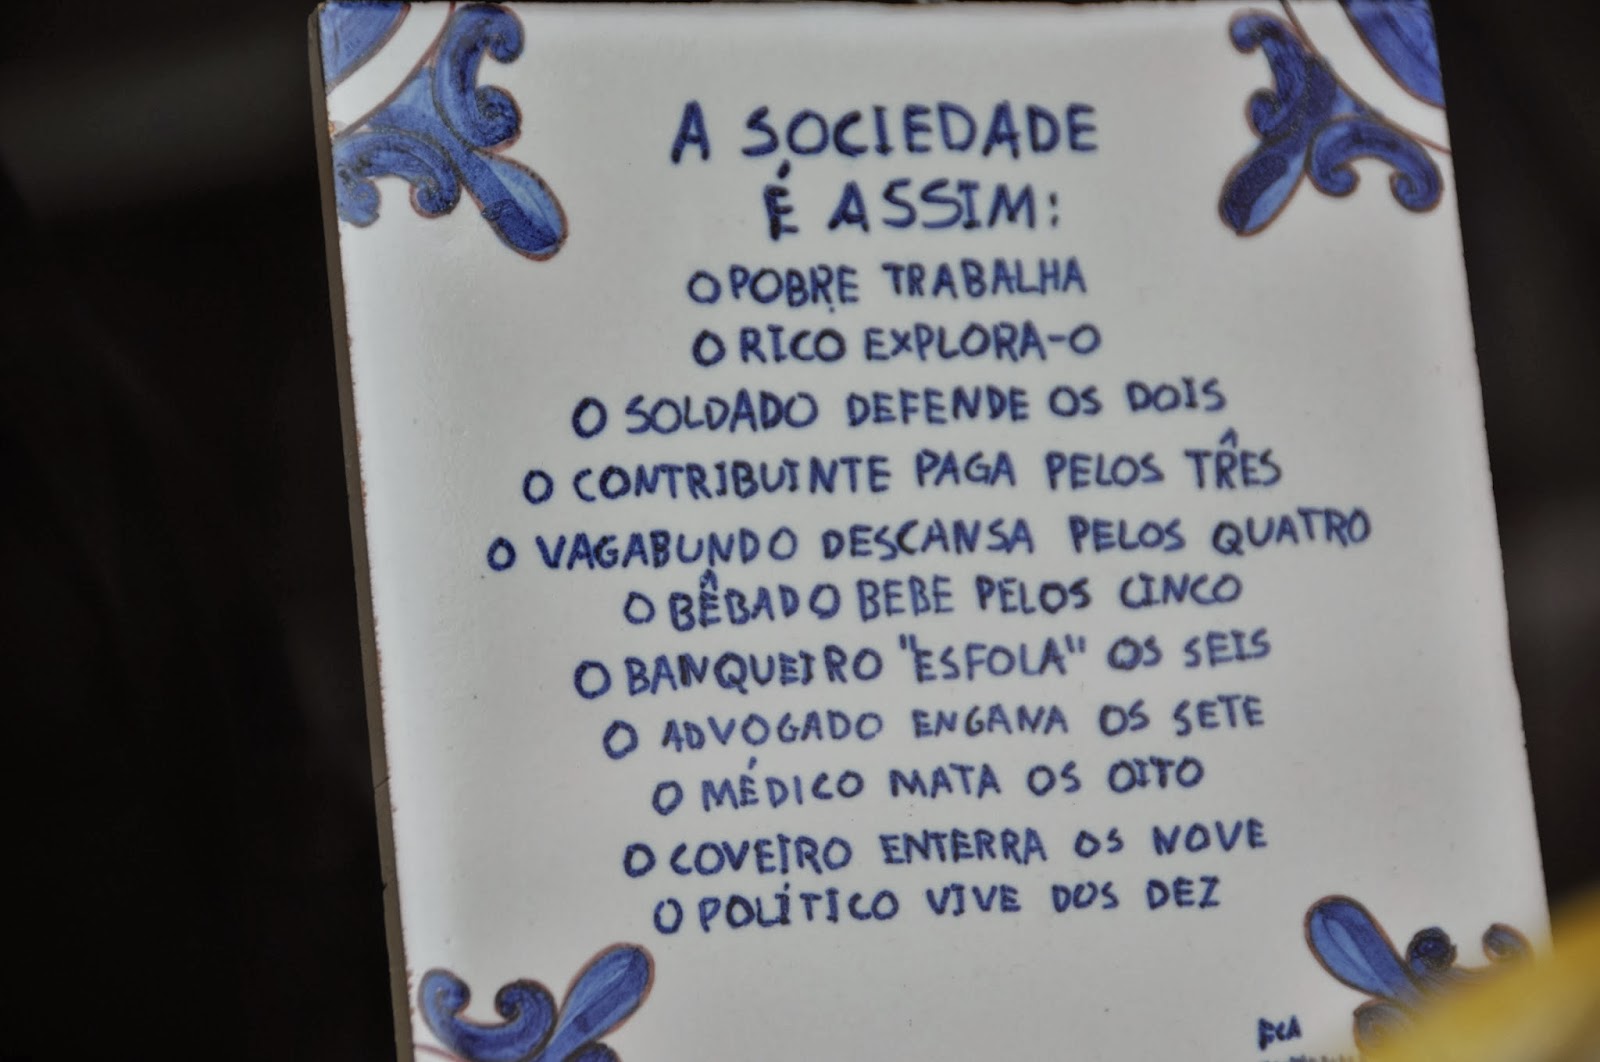 A SOCIEDADE
É ASSIM:
O POBRE TRABALHA
O RICO EXPLORA-O
O SOLDADO DEFENDE OS DOIS
O CONTRIBUINTE PAGA PELOS TRÊS
O VAGABUNDO DESCANSA PELOS QUATRO
O BÊBADO BEBE PELOS CINCO
O BANQUEIRO "ESFOLA" OS SEIS
O ADVOGADO ENGANA OS SETE
O MÉDICO MATA OS OITO
O COVEIRO ENTERRA OS NOVE
O POLÍTICO VIVE DOS DEZ